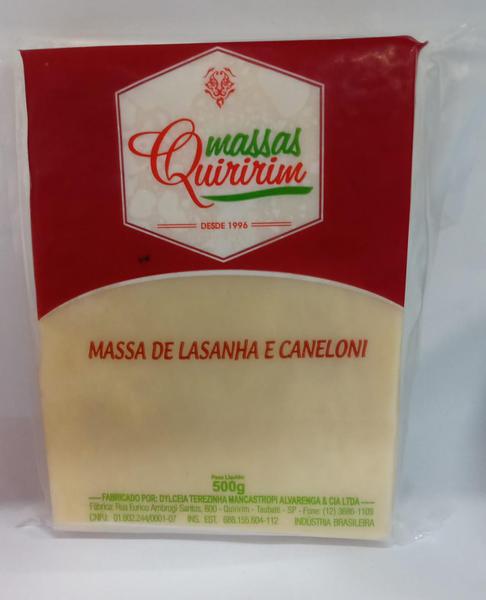 massas
Quiririm
DESDE 1996
MASSA DE LASANHA E CANELONI
Peso Líquido
500g
FABRICADO POR: DYLCEIA TEREZINHA MANCASTROPI ALVARENGA & CIA LTDA
Fábrica: Rua Eurico Ambrogi Santos, 600 - Quiririm - Taubaté - SP - Fone: (12) 3686-1109
CNPJ. 01.602.244/0001-07 INS. EST. 688.155.604-112 INDÚSTRIA BRASILEIRA